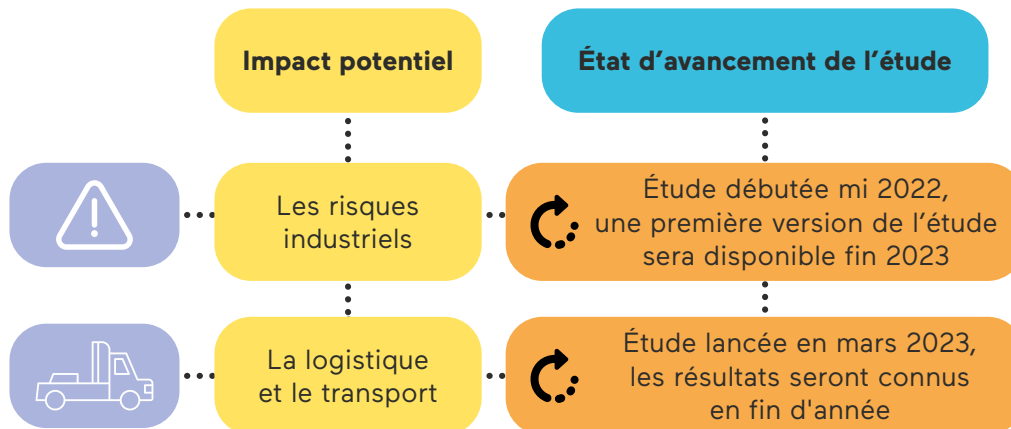 Impact potentiel
État d’avancement de l’étude
Les risques
industriels
Étude débutée mi 2022,
une première version de l’étude
sera disponible fin 2023
La logistique
et le transport
Étude lancée en mars 2023,
les résultats seront connus
en fin d'année